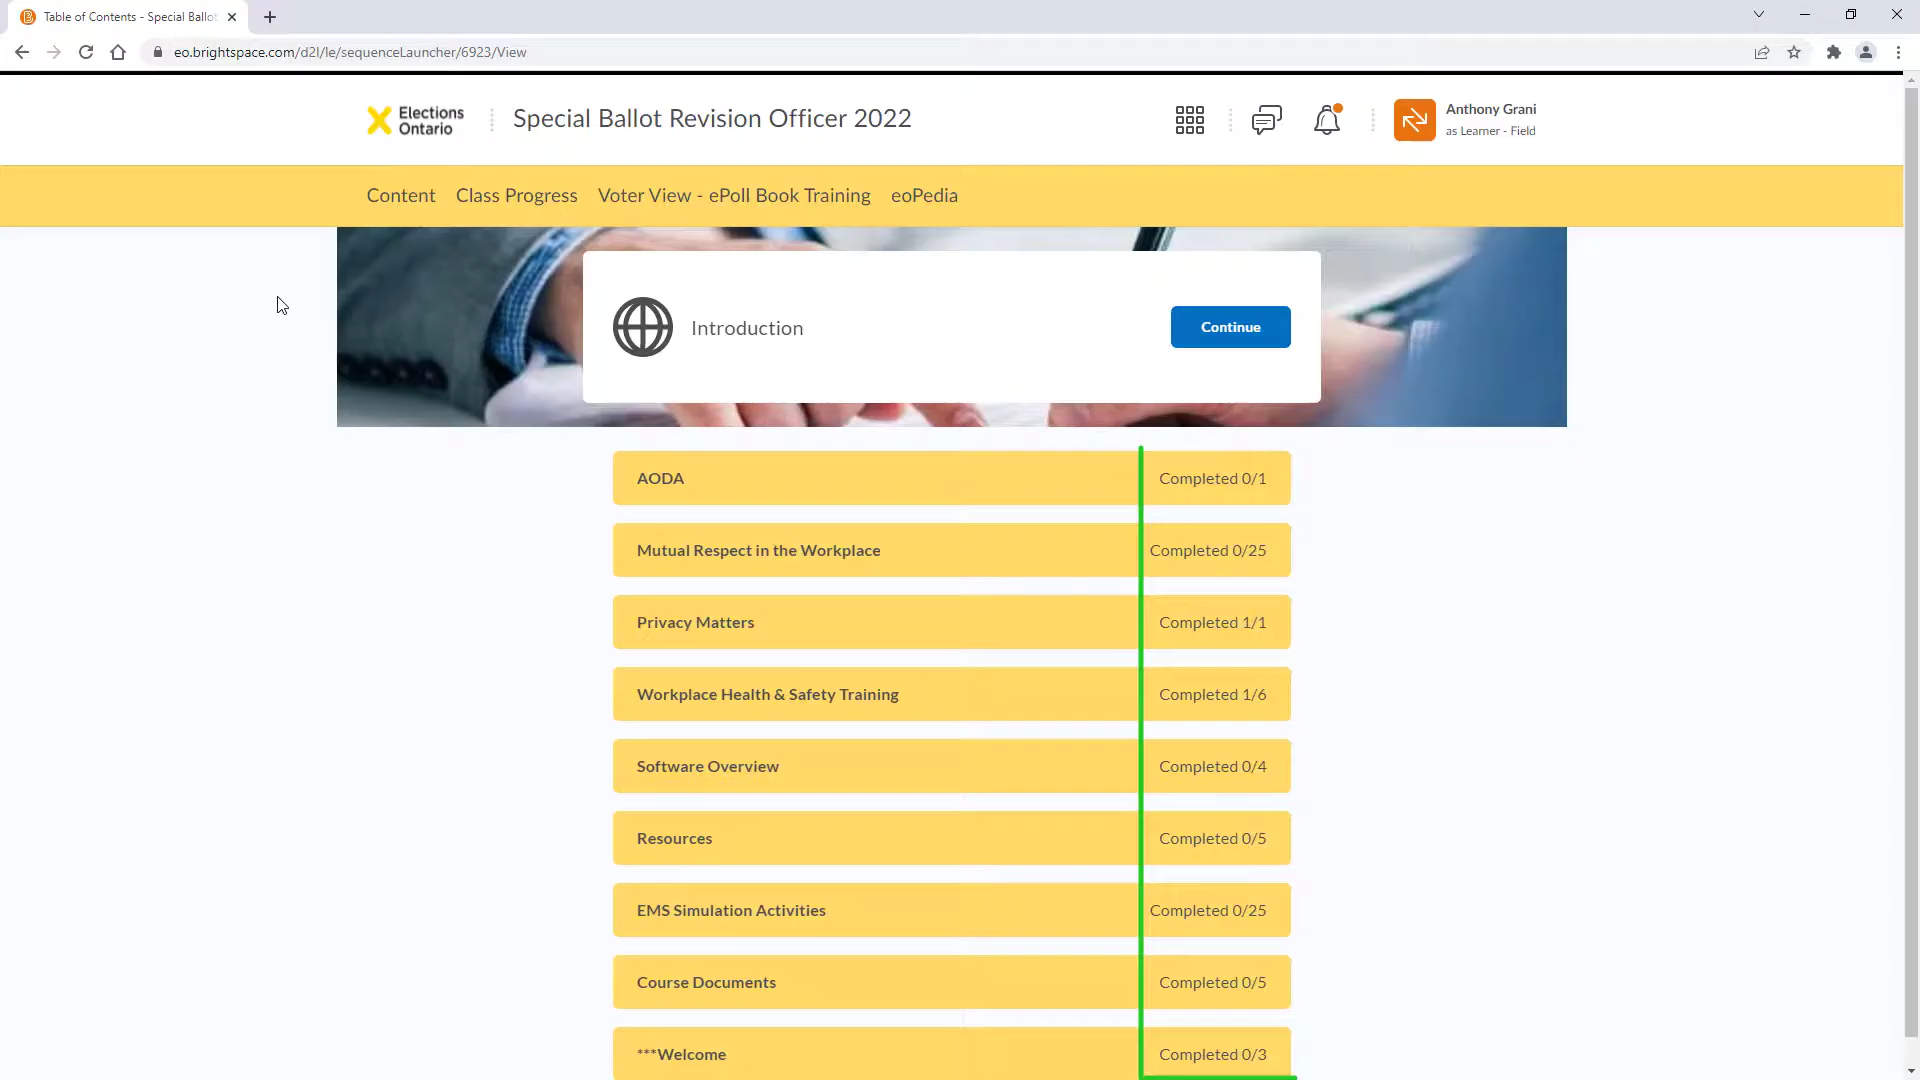 Table of Contents - Special Ballot
eo.brightspace.com/d2l/le/sequenceLauncher/6923/View
Elections Ontario
Special Ballot Revision Officer 2022
Anthony Grani
as Learner - Field
Content Class Progress Voter View - ePoll Book Training eoPedia
Introduction Continue
AODA Completed 0/1
Mutual Respect in the Workplace Completed 0/25
Privacy Matters Completed 1/1
Workplace Health & Safety Training Completed 1/6
Software Overview Completed 0/4
Resources Completed 0/5
EMS Simulation Activities Completed 0/25
Course Documents Completed 0/5
***Welcome Completed 0/3